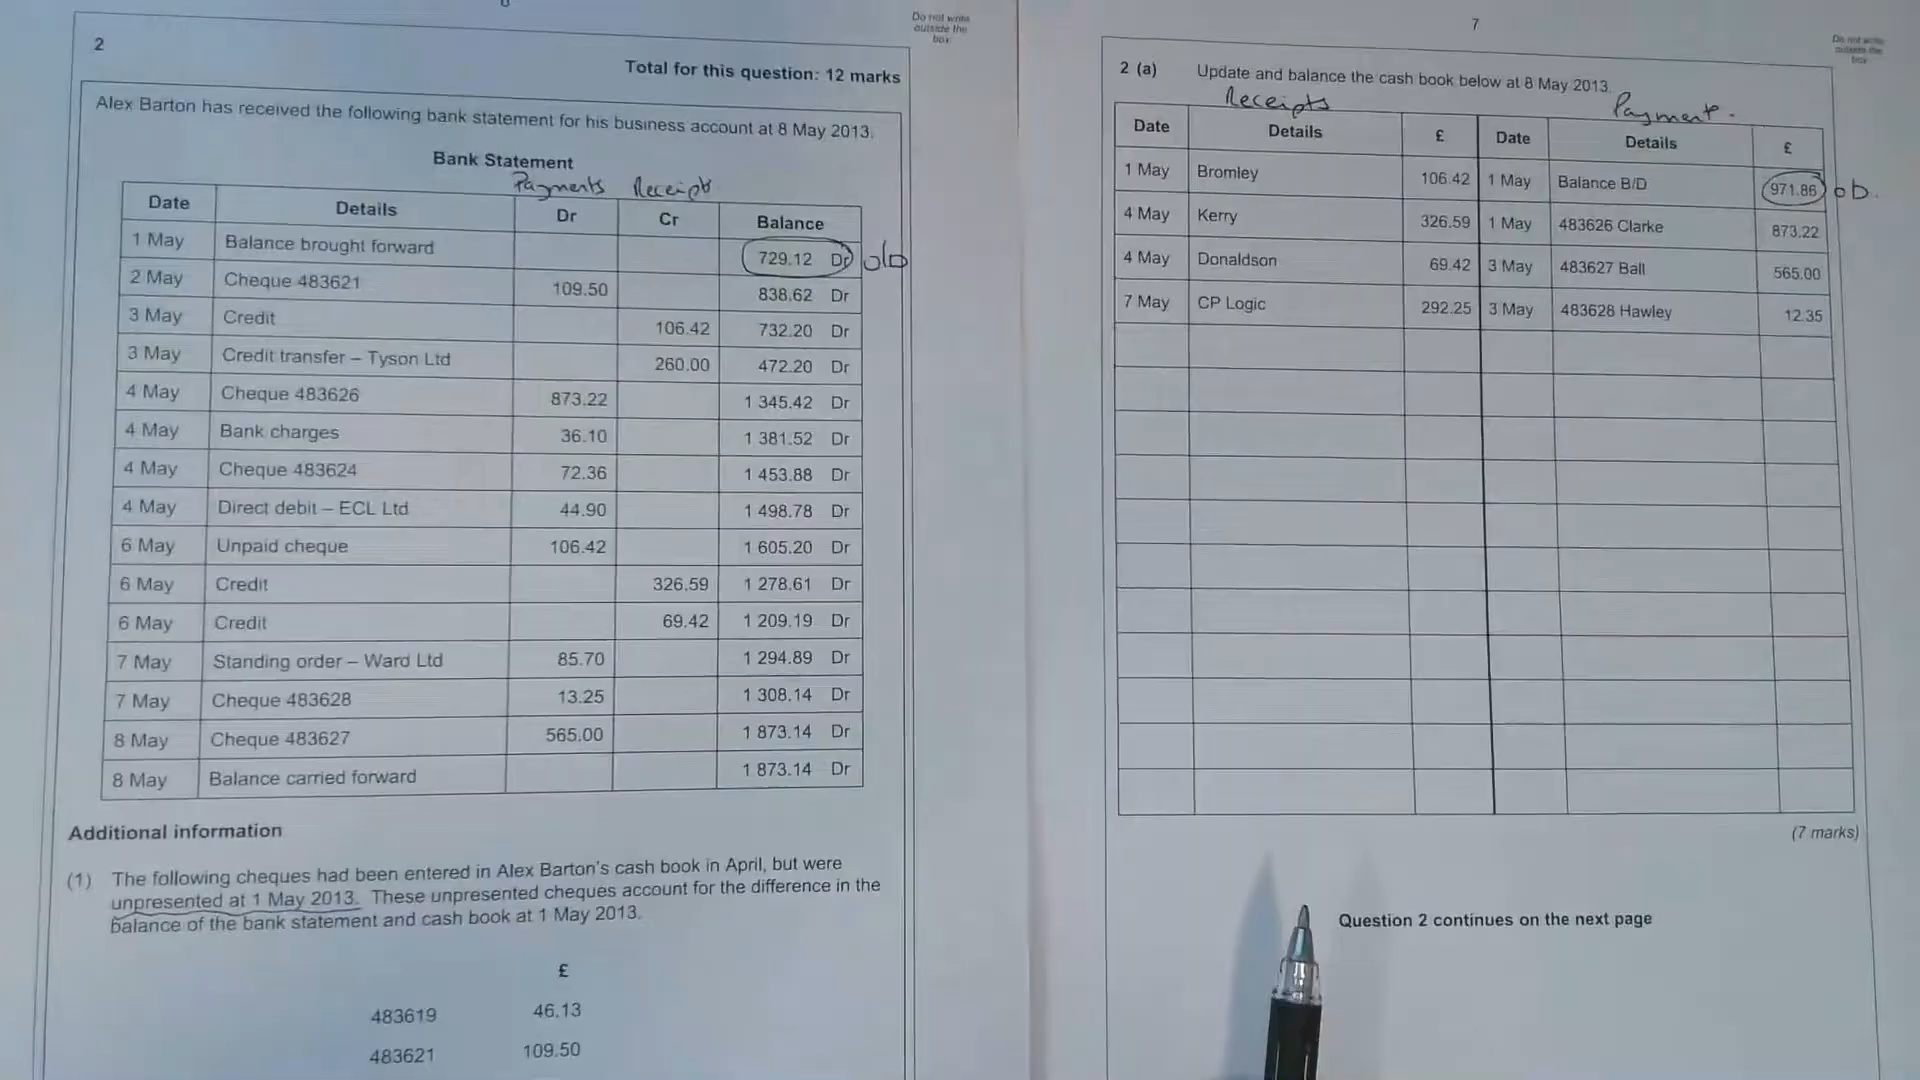 2
Do not write
outside the
box
Total for this question: 12 marks
Alex Barton has received the following bank statement for his business account at 8 May 2013.
Bank Statement
Payments Receipts
Date Details Dr Cr Balance
1 May Balance brought forward 729.12 Dr ob
2 May Cheque 483621 109.50 838.62 Dr
3 May Credit 106.42 732.20 Dr
3 May Credit transfer – Tyson Ltd 260.00 472.20 Dr
4 May Cheque 483626 873.22 1 345.42 Dr
4 May Bank charges 36.10 1 381.52 Dr
4 May Cheque 483624 72.36 1 453.88 Dr
4 May Direct debit – ECL Ltd 44.90 1 498.78 Dr
6 May Unpaid cheque 106.42 1 605.20 Dr
6 May Credit 326.59 1 278.61 Dr
6 May Credit 69.42 1 209.19 Dr
7 May Standing order – Ward Ltd 85.70 1 294.89 Dr
7 May Cheque 483628 13.25 1 308.14 Dr
8 May Cheque 483627 565.00 1 873.14 Dr
8 May Balance carried forward 1 873.14 Dr
Additional information
(1) The following cheques had been entered in Alex Barton's cash book in April, but were
unpresented at 1 May 2013. These unpresented cheques account for the difference in the
balance of the bank statement and cash book at 1 May 2013.
£
483619 46.13
483621 109.50
7
Do not write
outside the
box
2 (a) Update and balance the cash book below at 8 May 2013.
Receipts Payment.
Date Details £ Date Details £
1 May Bromley 106.42 1 May Balance B/D 971.86 ob.
4 May Kerry 326.59 1 May 483626 Clarke 873.22
4 May Donaldson 69.42 3 May 483627 Ball 565.00
7 May CP Logic 292.25 3 May 483628 Hawley 12.35
(7 marks)
Question 2 continues on the next page